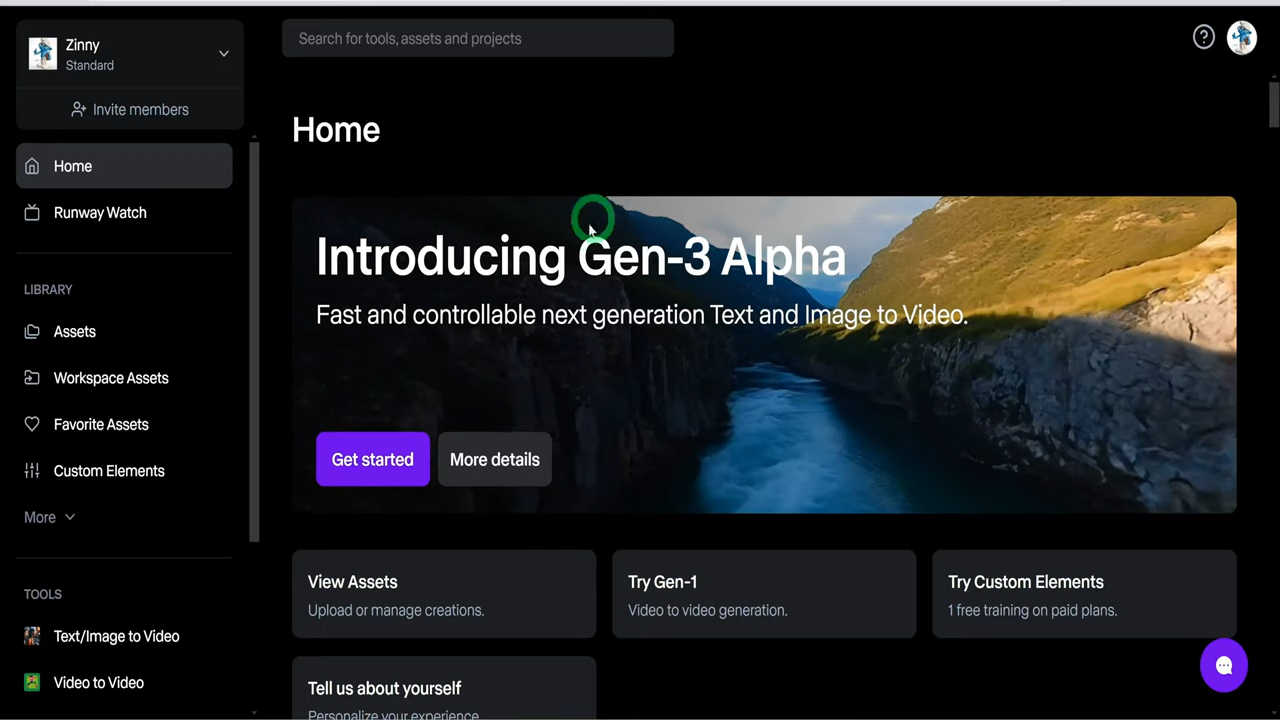 Zinny
Standard
Invite members
Home
Runway Watch
LIBRARY
Assets
Workspace Assets
Favorite Assets
Custom Elements
More
TOOLS
Text/Image to Video
Video to Video
Search for tools, assets and projects
Home
Introducing Gen-3 Alpha
Fast and controllable next generation Text and Image to Video.
Get started
More details
View Assets
Upload or manage creations.
Try Gen-1
Video to video generation.
Try Custom Elements
1 free training on paid plans.
Tell us about yourself
Personalize your experience